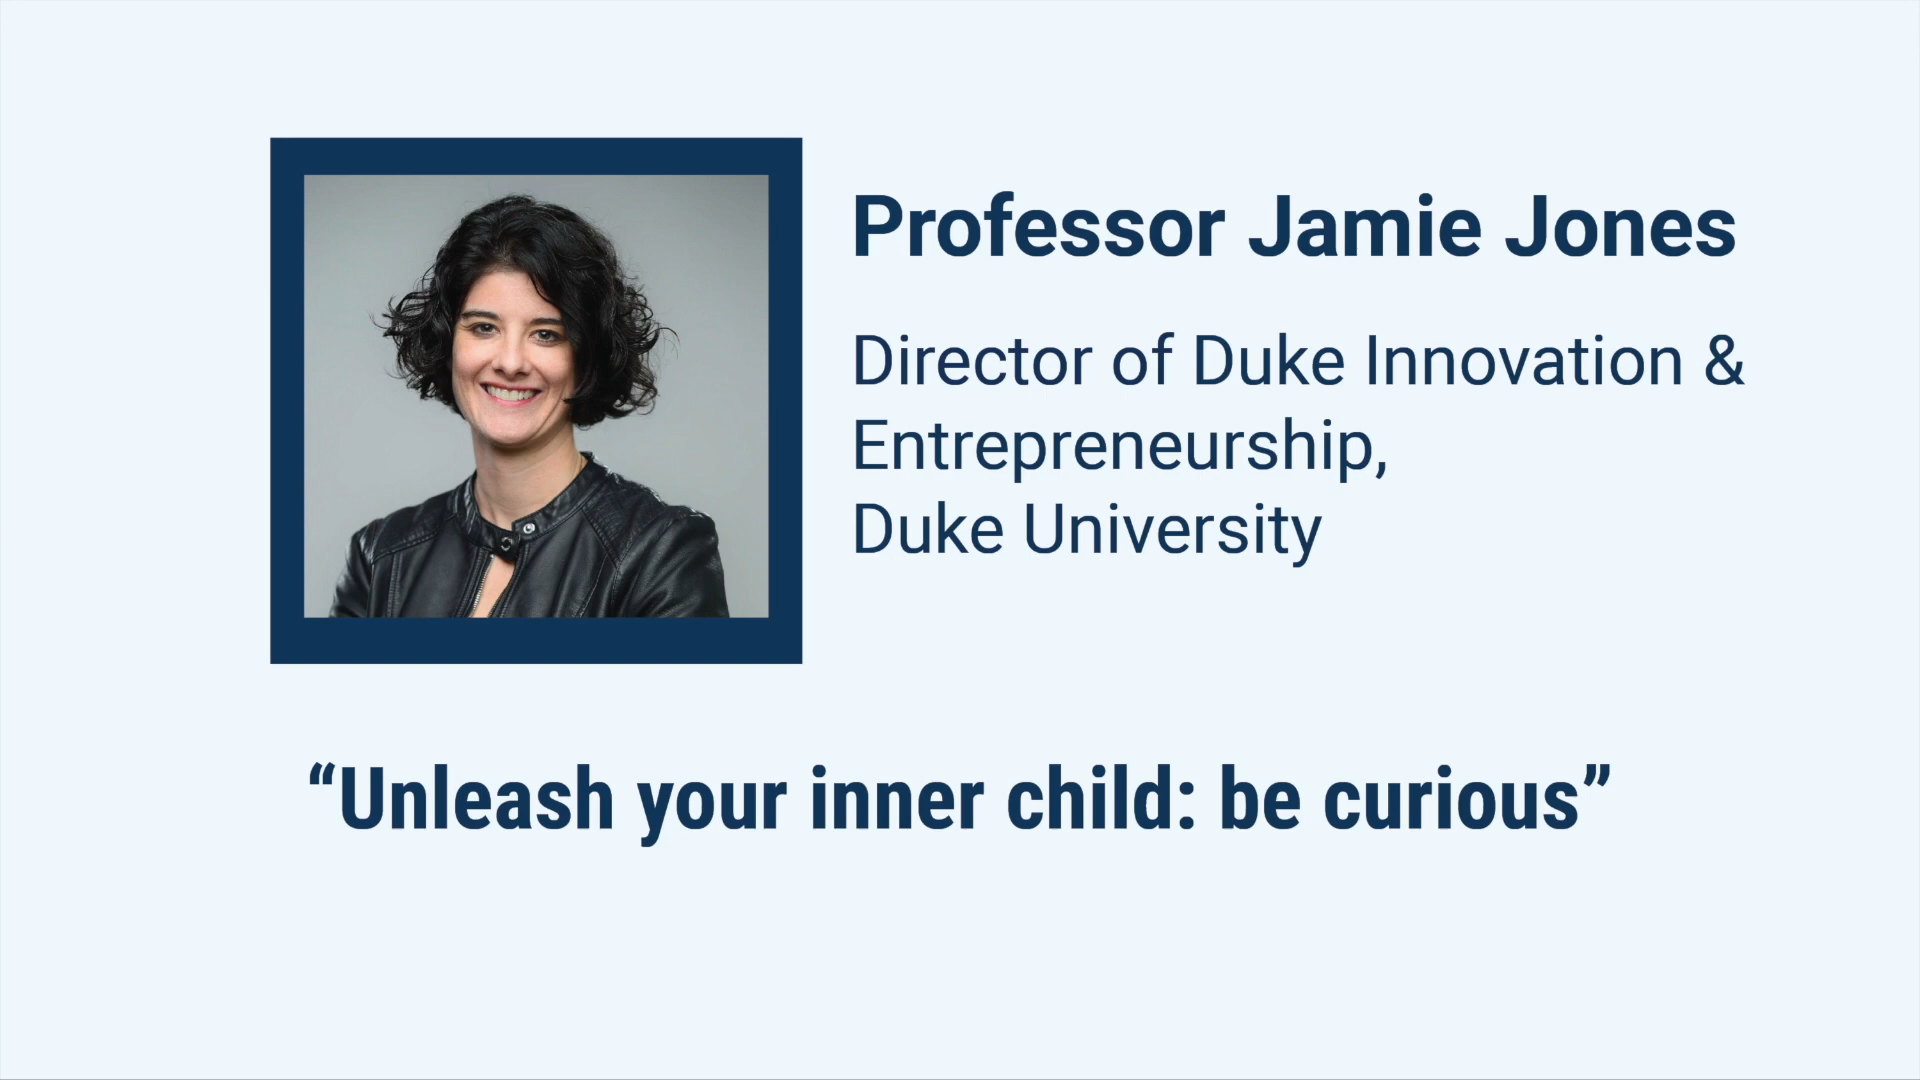 Professor Jamie Jones
Director of Duke Innovation &
Entrepreneurship,
Duke University
“Unleash your inner child: be curious”